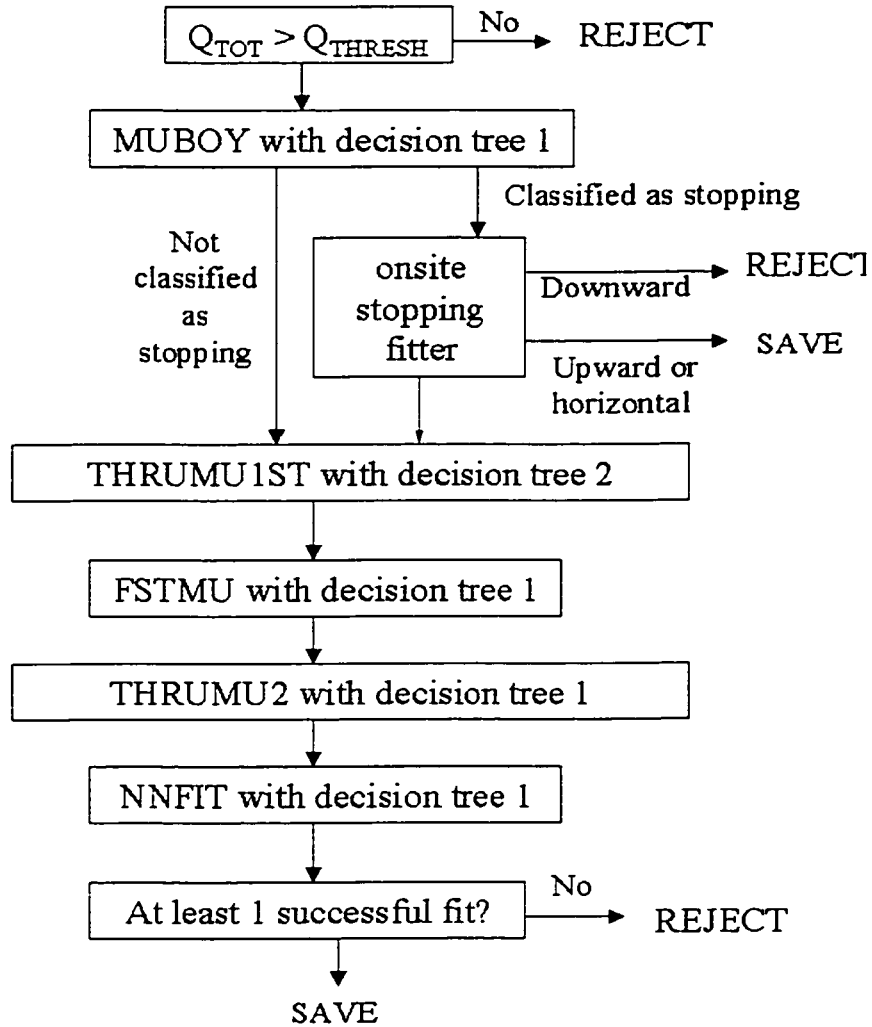 Q_TOT > Q_THRESH
No
REJECT
MUBOY with decision tree 1
Classified as stopping
Not
classified
as
stopping
onsite
stopping
fitter
REJECT
Downward
SAVE
Upward or
horizontal
THRUMU1ST with decision tree 2
FSTMU with decision tree 1
THRUMU2 with decision tree 1
NNFIT with decision tree 1
At least 1 successful fit?
No
REJECT
SAVE